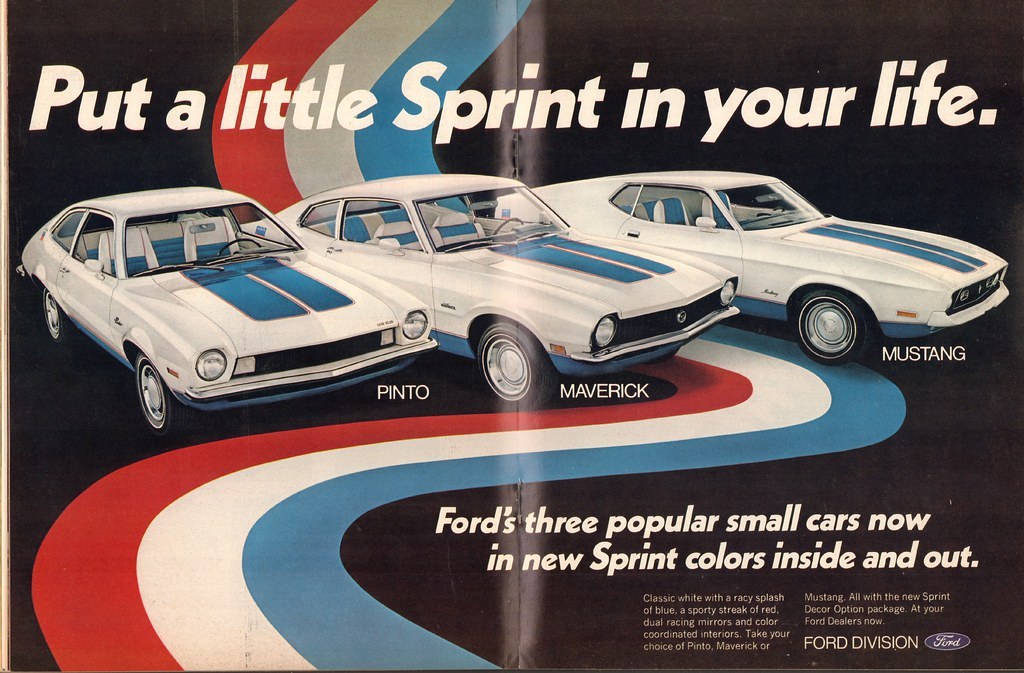 Put a little Sprint in your life.
PINTO
MAVERICK
MUSTANG
Ford's three popular small cars now
in new Sprint colors inside and out.
Classic white with a racy splash
of blue, a sporty streak of red,
dual racing mirrors and color
coordinated interiors. Take your
choice of Pinto, Maverick or
Mustang. All with the new Sprint
Decor Option package. At your
Ford Dealers now.
FORD DIVISION Ford